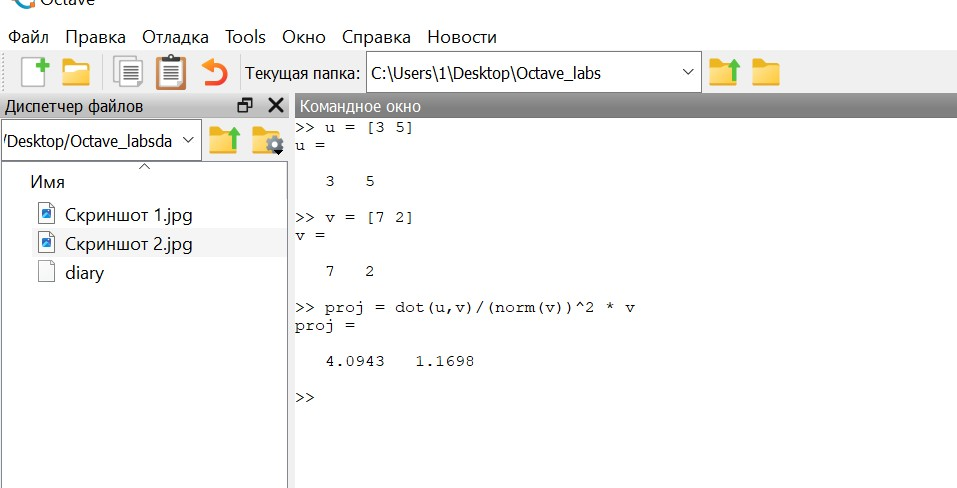 Octave
Файл Правка Отладка Tools Окно Справка Новости
Текущая папка: C:\Users\1\Desktop\Octave_labs
Диспетчер файлов
/Desktop/Octave_labsda
Имя
Скриншот 1.jpg
Скриншот 2.jpg
diary
Командное окно
>> u = [3 5]
u =
3 5
>> v = [7 2]
v =
7 2
>> proj = dot(u,v)/(norm(v))^2 * v
proj =
4.0943 1.1698
>>